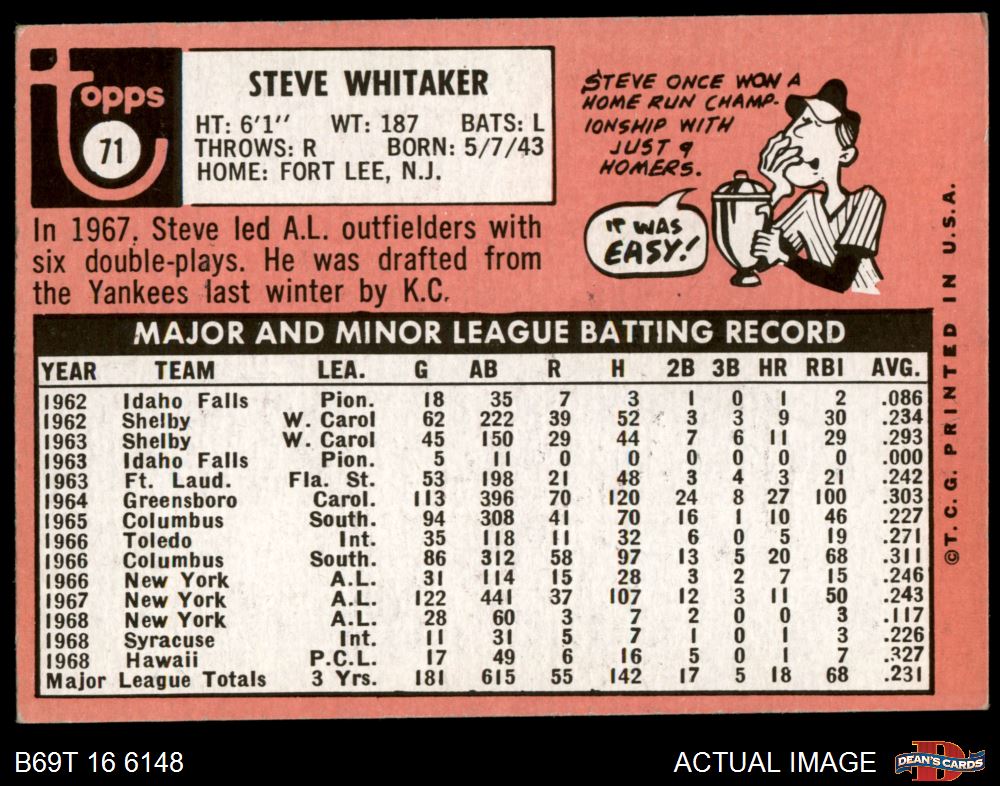 topps
71
STEVE WHITAKER
HT: 6'1" WT: 187 BATS: L
THROWS: R BORN: 5/7/43
HOME: FORT LEE, N.J.
STEVE ONCE WON A
HOME RUN CHAMP-
IONSHIP WITH
JUST 9
HOMERS.
IT WAS
EASY!
In 1967, Steve led A.L. outfielders with
six double-plays. He was drafted from
the Yankees last winter by K.C.
MAJOR AND MINOR LEAGUE BATTING RECORD
YEAR TEAM LEA. G AB R H 2B 3B HR RBI AVG.
1962 Idaho Falls Pion. 18 35 7 3 1 0 1 2 .086
1962 Shelby W. Carol 62 222 39 52 3 3 9 30 .234
1963 Shelby W. Carol 45 150 29 44 7 6 11 29 .293
1963 Idaho Falls Pion. 5 11 0 0 0 0 0 0 .000
1963 Ft. Laud. Fla. St. 53 198 21 48 3 4 3 21 .242
1964 Greensboro Carol. 113 396 70 120 24 8 27 100 .303
1965 Columbus South. 94 308 41 70 16 1 10 46 .227
1966 Toledo Int. 35 118 11 32 6 0 5 19 .271
1966 Columbus South. 86 312 58 97 13 5 20 68 .311
1966 New York A.L. 31 114 15 28 3 2 7 15 .246
1967 New York A.L. 122 441 37 107 12 3 11 50 .243
1968 New York A.L. 28 60 3 7 2 0 0 3 .117
1968 Syracuse Int. 11 31 5 7 1 0 1 3 .226
1968 Hawaii P.C.L. 17 49 6 16 5 0 1 7 .327
Major League Totals 3 Yrs. 181 615 55 142 17 5 18 68 .231
©T.C.G. PRINTED IN U.S.A.
B69T 16 6148
ACTUAL IMAGE
DEAN'S CARDS